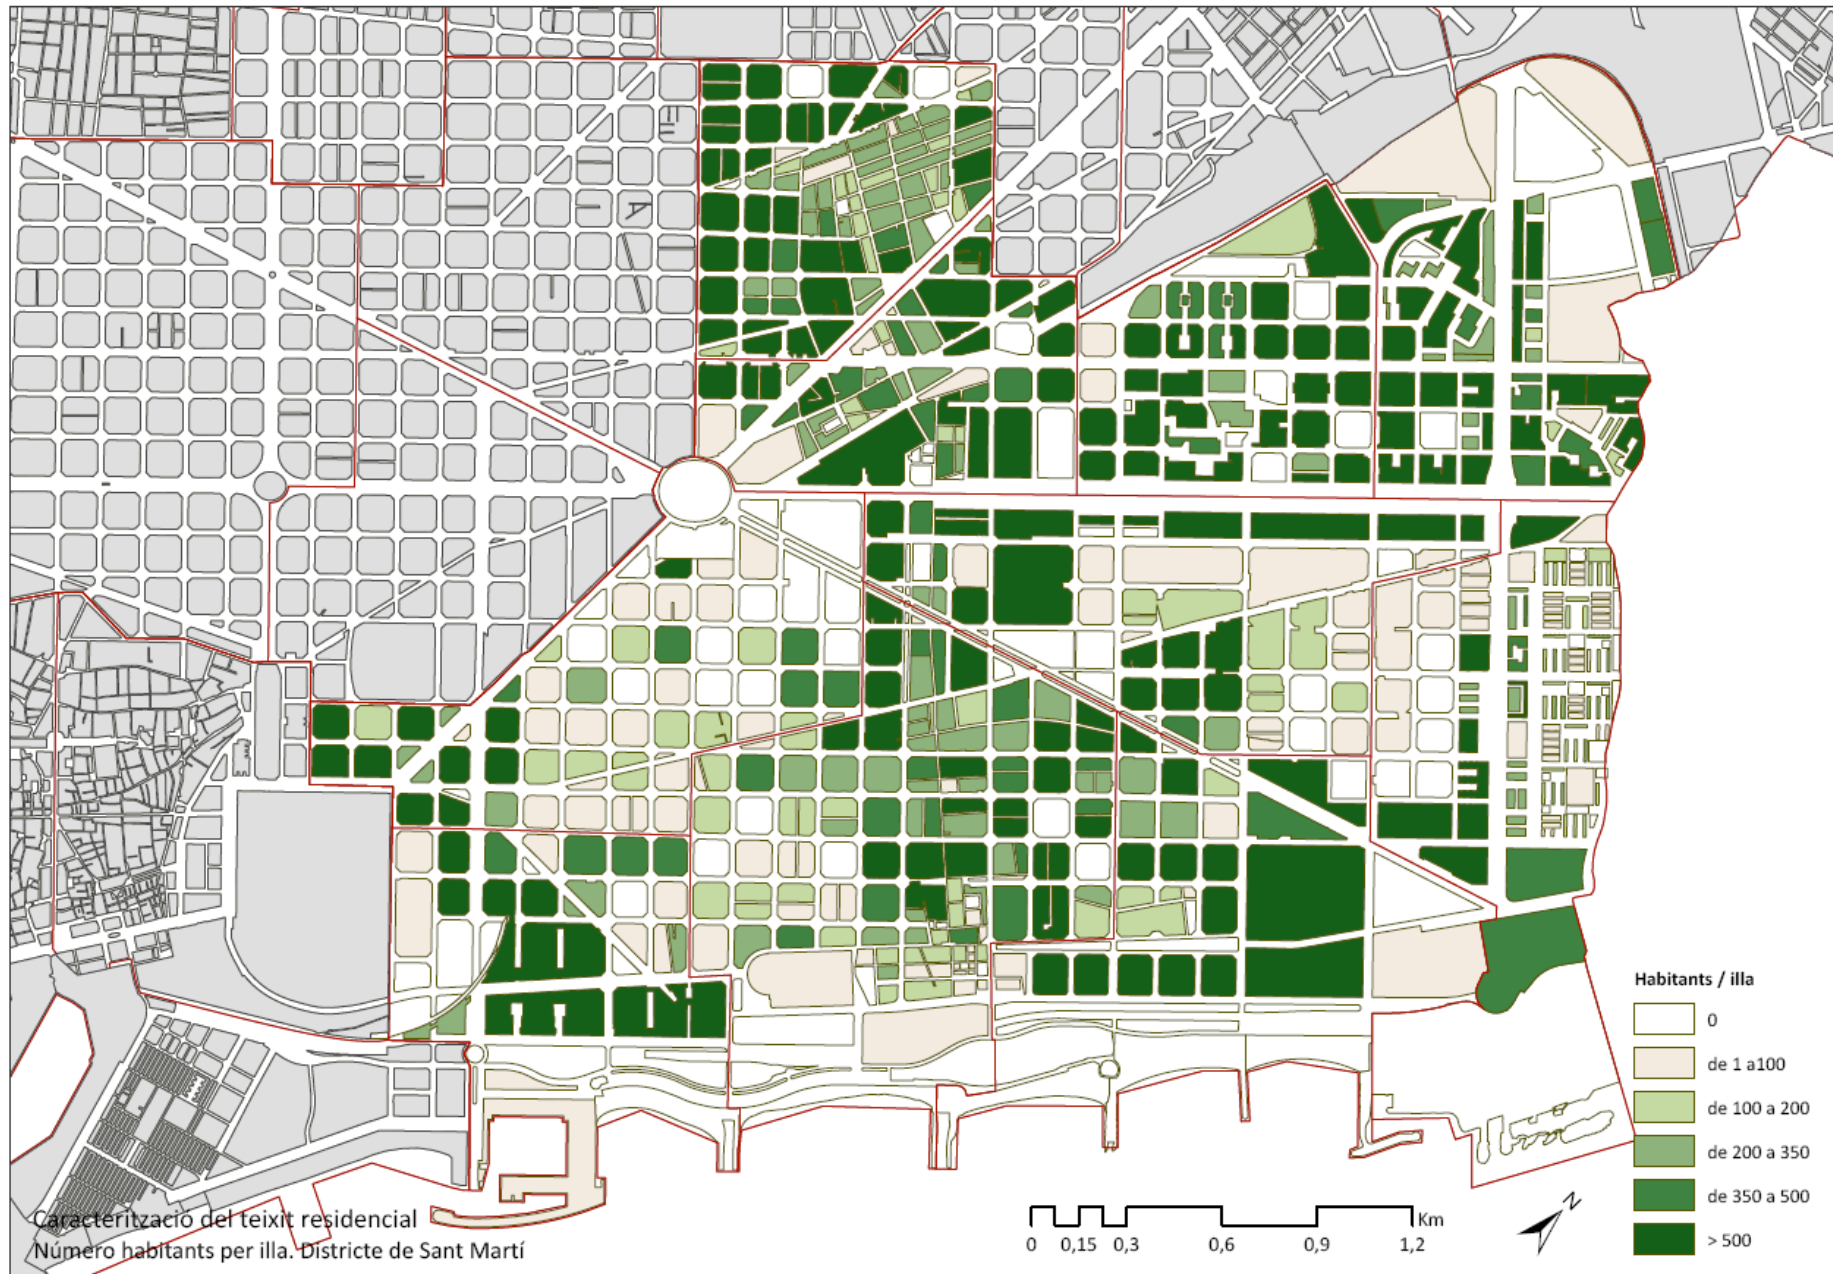 Habitants / illa
0
de 1 a100
de 100 a 200
de 200 a 350
de 350 a 500
> 500
N
Km
0 0,15 0,3 0,6 0,9 1,2
Caracterització del teixit residencial
Número habitants per illa. Districte de Sant Martí